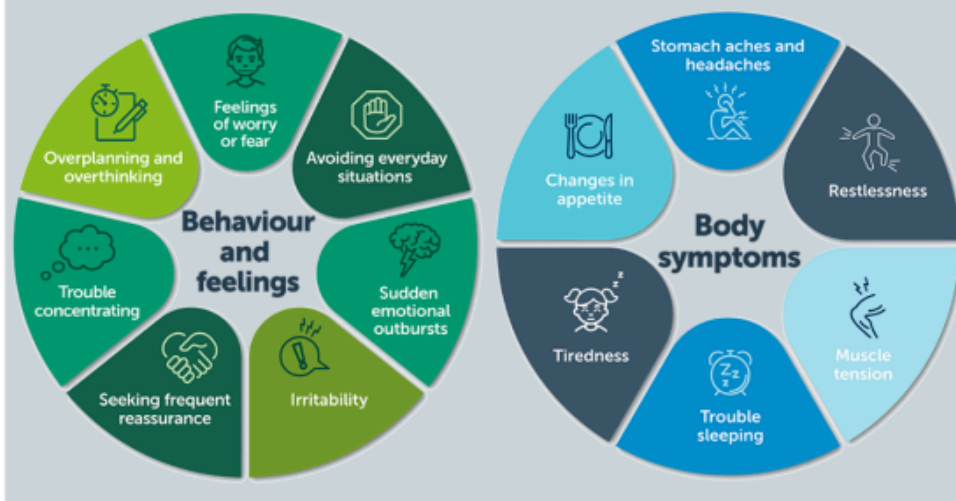 Behaviour
and
feelings
Feelings
of worry
or fear
Avoiding everyday
situations
Sudden
emotional
outbursts
Irritability
Seeking frequent
reassurance
Trouble
concentrating
Overplanning and
overthinking
Body
symptoms
Stomach aches and
headaches
Restlessness
Muscle
tension
Zzz
Trouble
sleeping
zz
Tiredness
Changes in
appetite